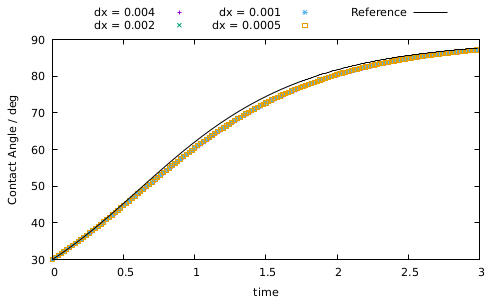 dx = 0.004 dx = 0.001 Reference
dx = 0.002 dx = 0.0005
90
80
70
60
50
40
30
Contact Angle / deg
0 0.5 1 1.5 2 2.5 3
time